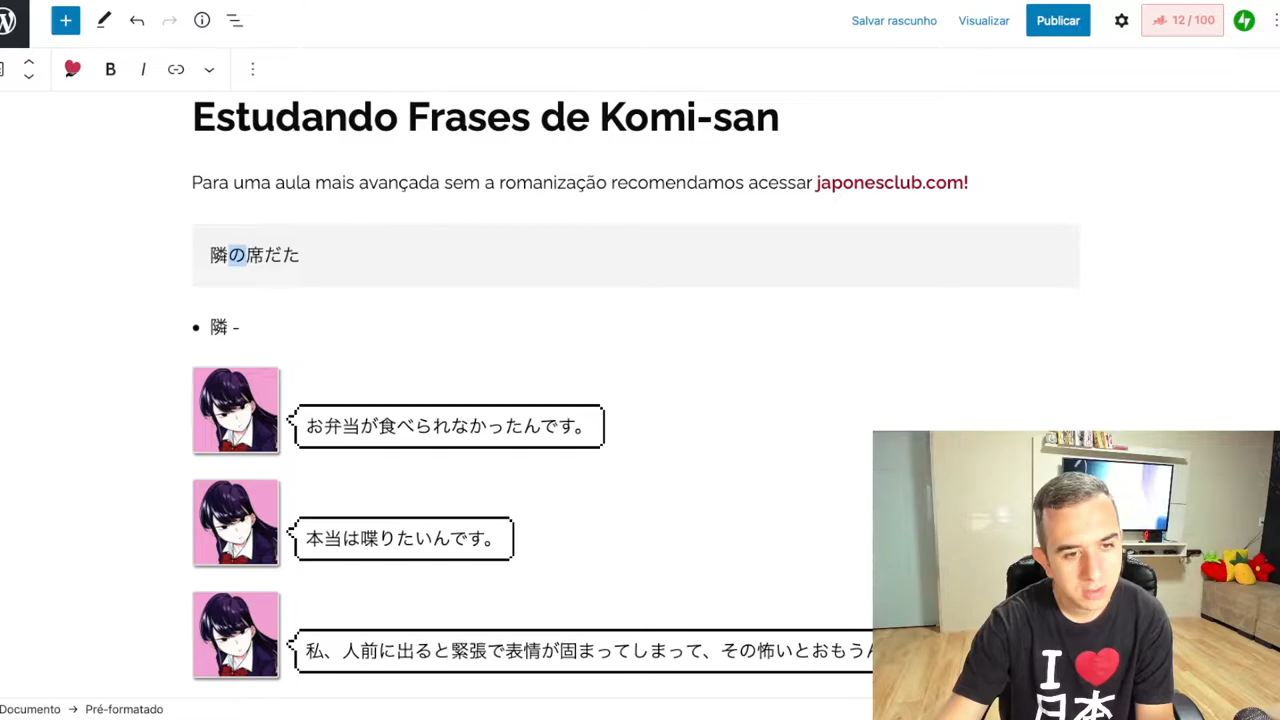 Salvar rascunho
Visualizar
Publicar
12 / 100
B
I
Estudando Frases de Komi-san
Para uma aula mais avançada sem a romanização recomendamos acessar japonesclub.com!
隣の席だた
• 隣 -
お弁当が食べられなかったんです。
本当は喋りたいんです。
私、人前に出ると緊張で表情が固まってしまって、その怖いとおもう
Documento → Pré-formatado
I ❤
日本